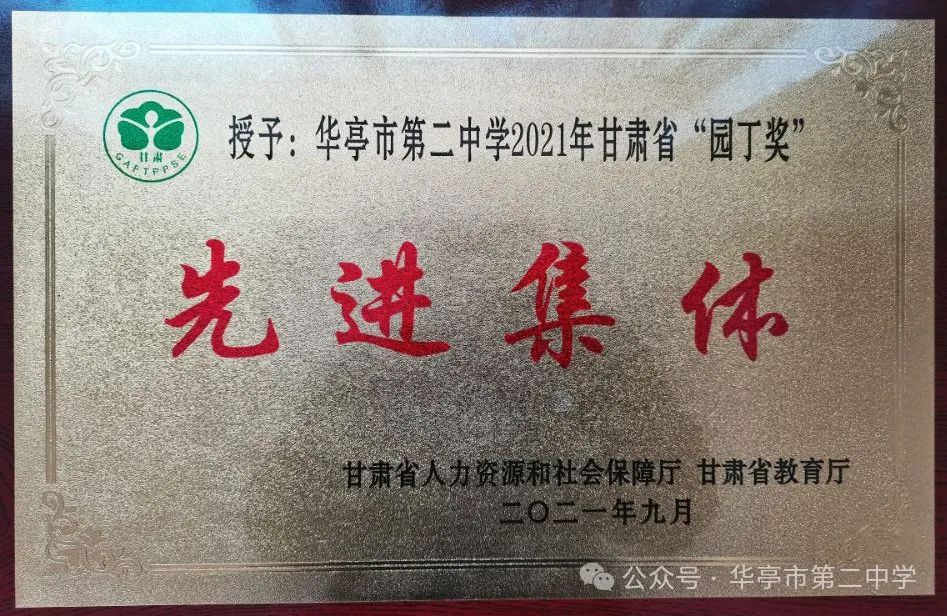 授予：华亭市第二中学2021年甘肃省“园丁奖”
甘肃
GAFTPPSE
先进集体
甘肃省人力资源和社会保障厅 甘肃省教育厅
二〇二一年九月
公众号·华亭市第二中学